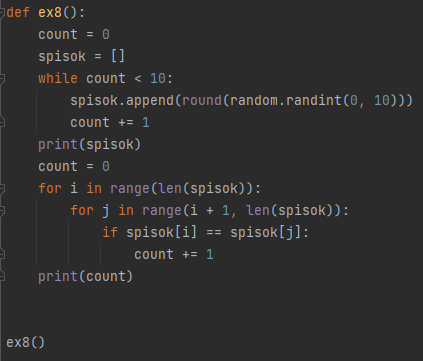 def ex8():
    count = 0
    spisok = []
    while count < 10:
        spisok.append(round(random.randint(0, 10)))
        count += 1
    print(spisok)
    count = 0
    for i in range(len(spisok)):
        for j in range(i + 1, len(spisok)):
            if spisok[i] == spisok[j]:
                count += 1
    print(count)
ex8()